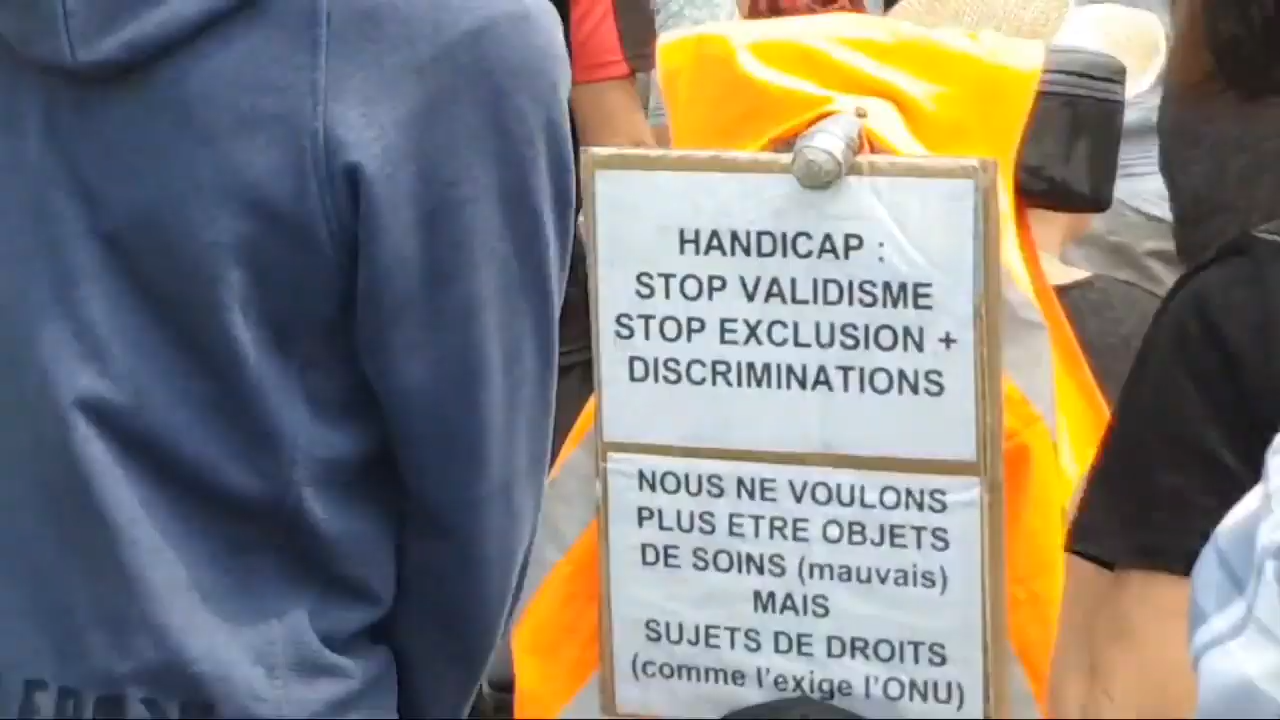 HANDICAP :
STOP VALIDISME
STOP EXCLUSION +
DISCRIMINATIONS
NOUS NE VOULONS
PLUS ETRE OBJETS
DE SOINS (mauvais)
MAIS
SUJETS DE DROITS
(comme l'exige l'ONU)